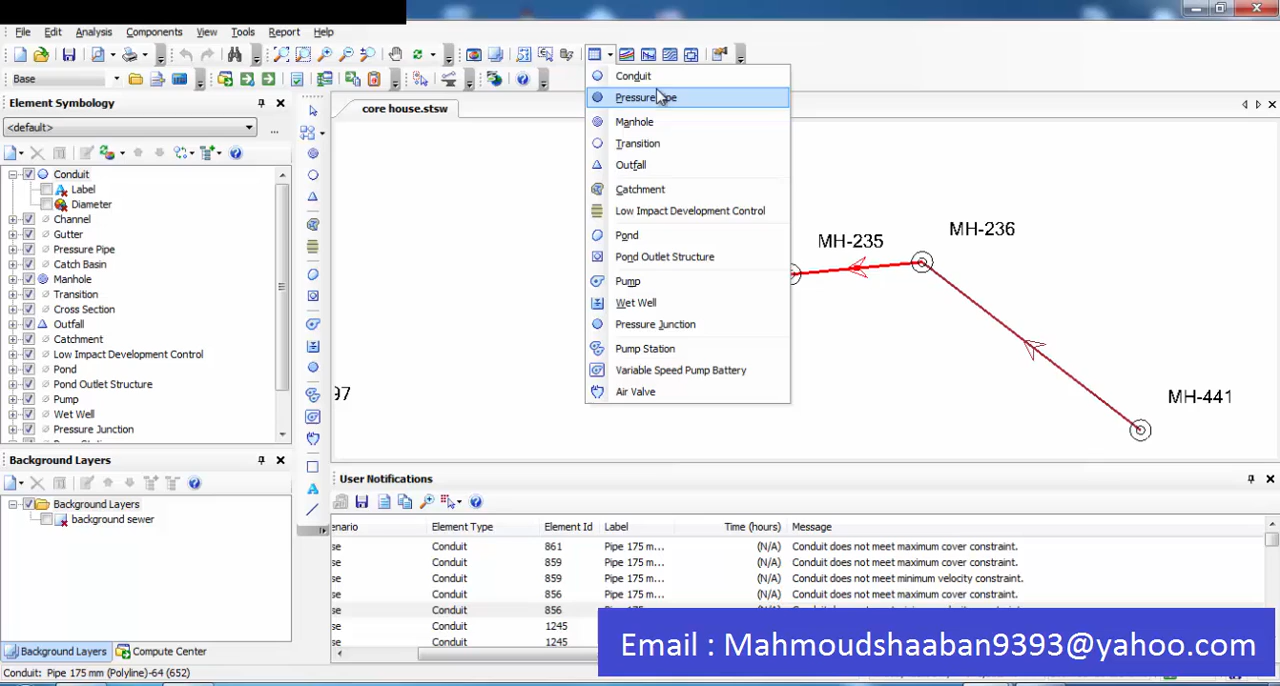 File Edit Analysis Components View Tools Report Help
Base
Element Symbology
<default>
...
Conduit
Label
Diameter
Channel
Gutter
Pressure Pipe
Catch Basin
Manhole
Transition
Cross Section
Outfall
Catchment
Low Impact Development Control
Pond
Pond Outlet Structure
Pump
Wet Well
Pressure Junction
Background Layers
Background Layers
background sewer
Background Layers Compute Center
Conduit: Pipe 175 mm (Polyline)-64 (652)
core house.stsw
Conduit
Pressure Pipe
Manhole
Transition
Outfall
Catchment
Low Impact Development Control
Pond
Pond Outlet Structure
Pump
Wet Well
Pressure Junction
Pump Station
Variable Speed Pump Battery
Air Valve
MH-235
MH-236
MH-441
97
User Notifications
enario Element Type Element Id Label Time (hours) Message
se Conduit 861 Pipe 175 m... (N/A) Conduit does not meet maximum cover constraint.
se Conduit 859 Pipe 175 m... (N/A) Conduit does not meet maximum cover constraint.
se Conduit 859 Pipe 175 m... (N/A) Conduit does not meet minimum velocity constraint.
se Conduit 856 Pipe 175 m... (N/A) Conduit does not meet maximum cover constraint.
se Conduit 856
se Conduit 1245
se Conduit 1245
Email : Mahmoudshaaban9393@yahoo.com